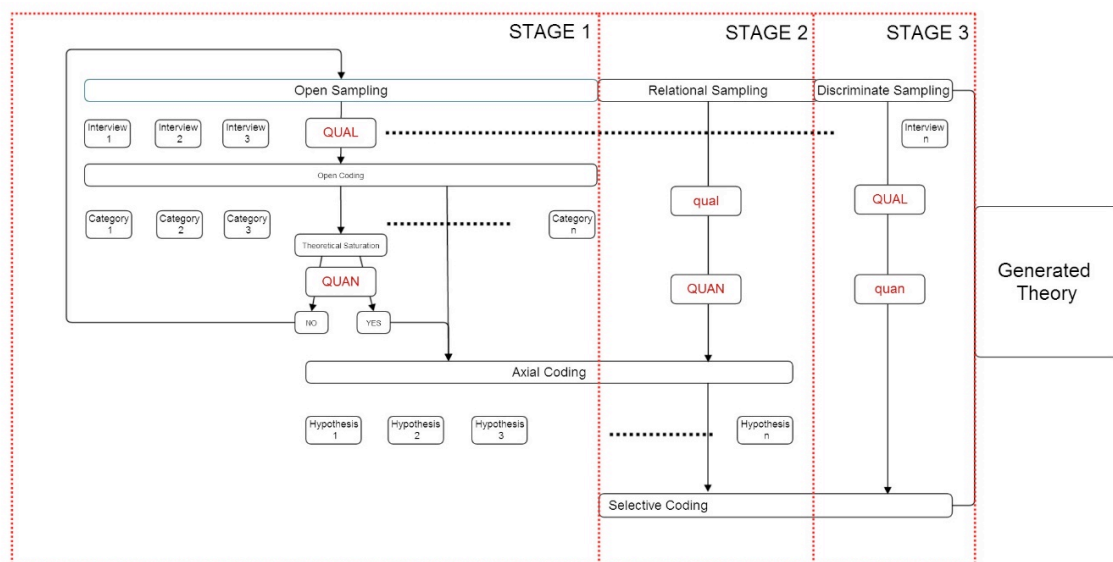 STAGE 1
STAGE 2
STAGE 3
Open Sampling
Relational Sampling
Discriminate Sampling
Interview
1
Interview
2
Interview
3
QUAL
Interview
n
Open Coding
qual
QUAL
Category
1
Category
2
Category
3
Category
n
Theoretical Saturation
QUAN
QUAN
quan
Generated
Theory
NO
YES
Axial Coding
Hypothesis
1
Hypothesis
2
Hypothesis
3
Hypothesis
n
Selective Coding